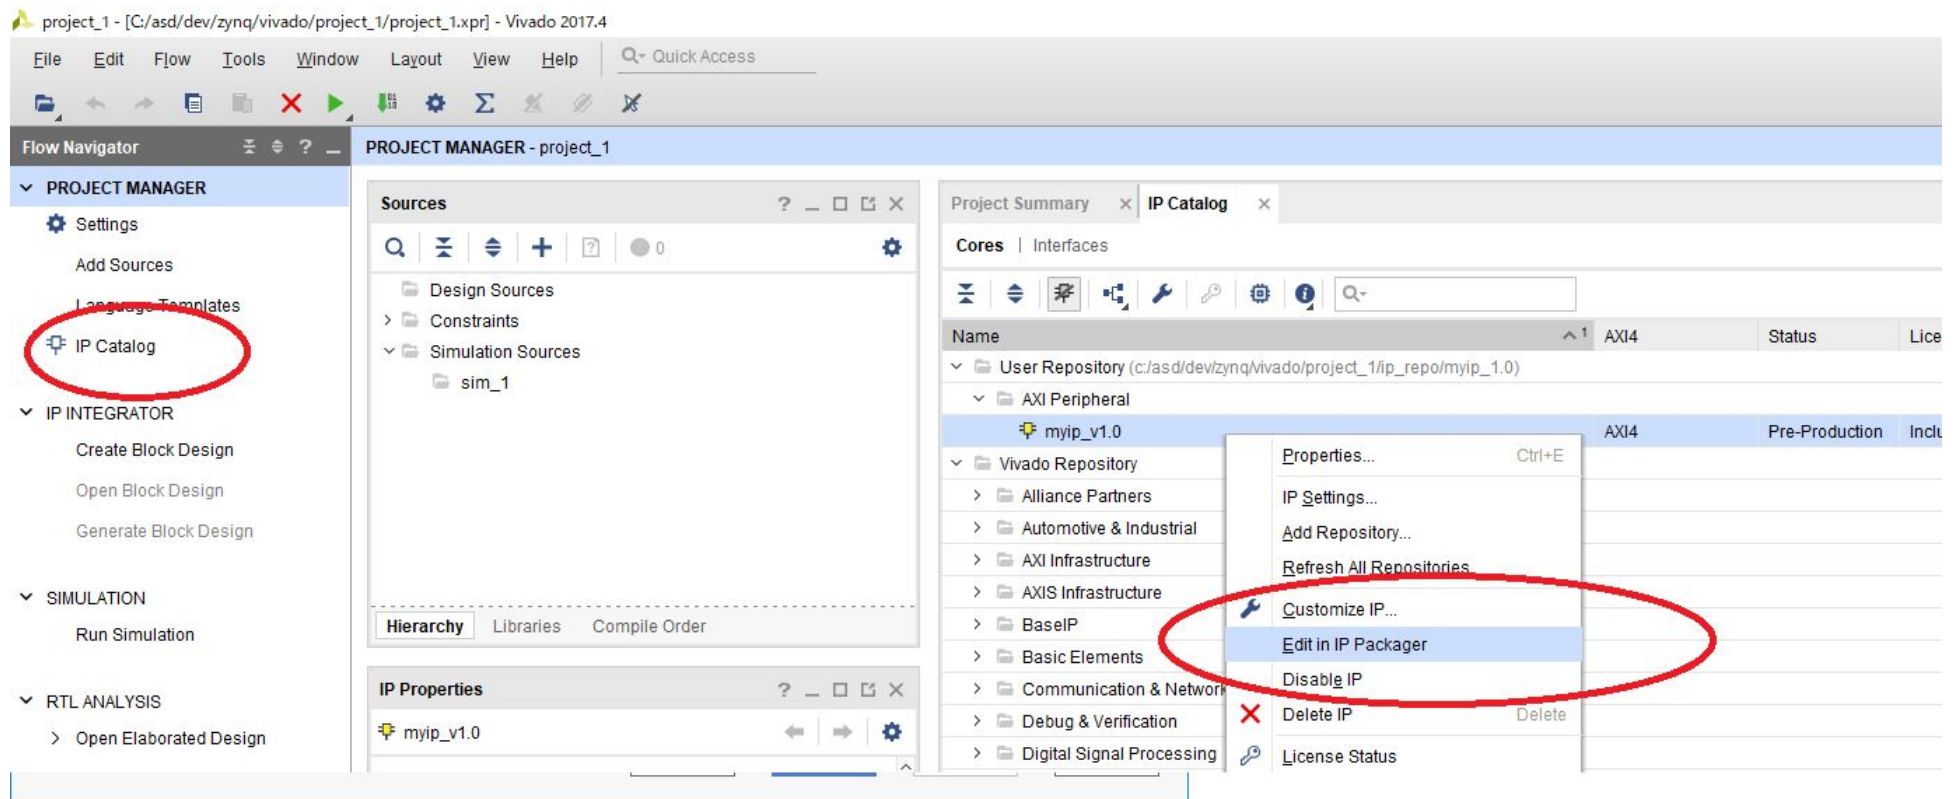 project_1 - [C:/asd/dev/zynq/vivado/project_1/project_1.xpr] - Vivado 2017.4
File Edit Flow Tools Window Layout View Help Quick Access
Flow Navigator ? PROJECT MANAGER - project_1
PROJECT MANAGER
Settings
Add Sources
Language Templates
IP Catalog
IP INTEGRATOR
Create Block Design
Open Block Design
Generate Block Design
SIMULATION
Run Simulation
RTL ANALYSIS
Open Elaborated Design
Sources ?
0
Design Sources
Constraints
Simulation Sources
sim_1
Hierarchy Libraries Compile Order
IP Properties ?
myip_v1.0
Project Summary IP Catalog
Cores | Interfaces
Name 1 AXI4 Status Lice
User Repository (c:/asd/dev/zynq/vivado/project_1/ip_repo/myip_1.0)
AXI Peripheral
myip_v1.0 AXI4 Pre-Production Inclu
Vivado Repository
Alliance Partners
Automotive & Industrial
AXI Infrastructure
AXIS Infrastructure
BaseIP
Basic Elements
Communication & Network
Debug & Verification
Digital Signal Processing
Properties... Ctrl+E
IP Settings...
Add Repository...
Refresh All Repositories
Customize IP...
Edit in IP Packager
Disable IP
Delete IP Delete
License Status